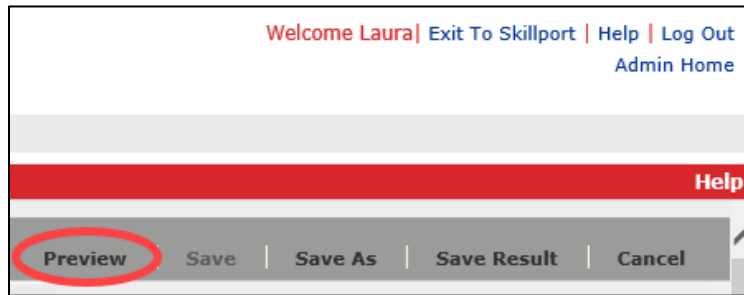 Welcome Laura| Exit To Skillport | Help | Log Out
Admin Home
Help
Preview Save | Save As | Save Result | Cancel